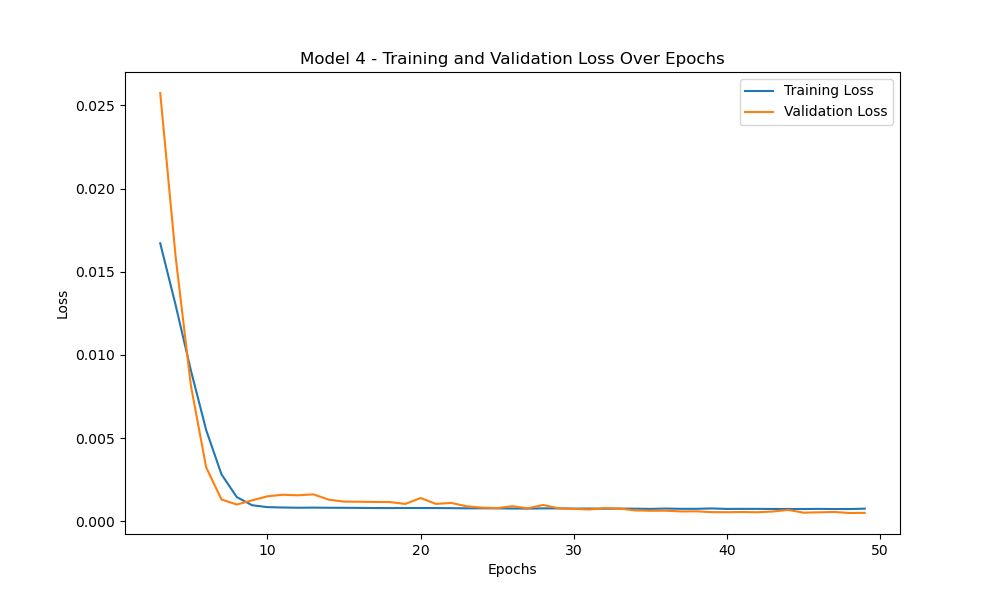 Model 4 - Training and Validation Loss Over Epochs
Training Loss
Validation Loss
0.025
0.020
0.015
0.010
0.005
0.000
Loss
10
20
30
40
50
Epochs